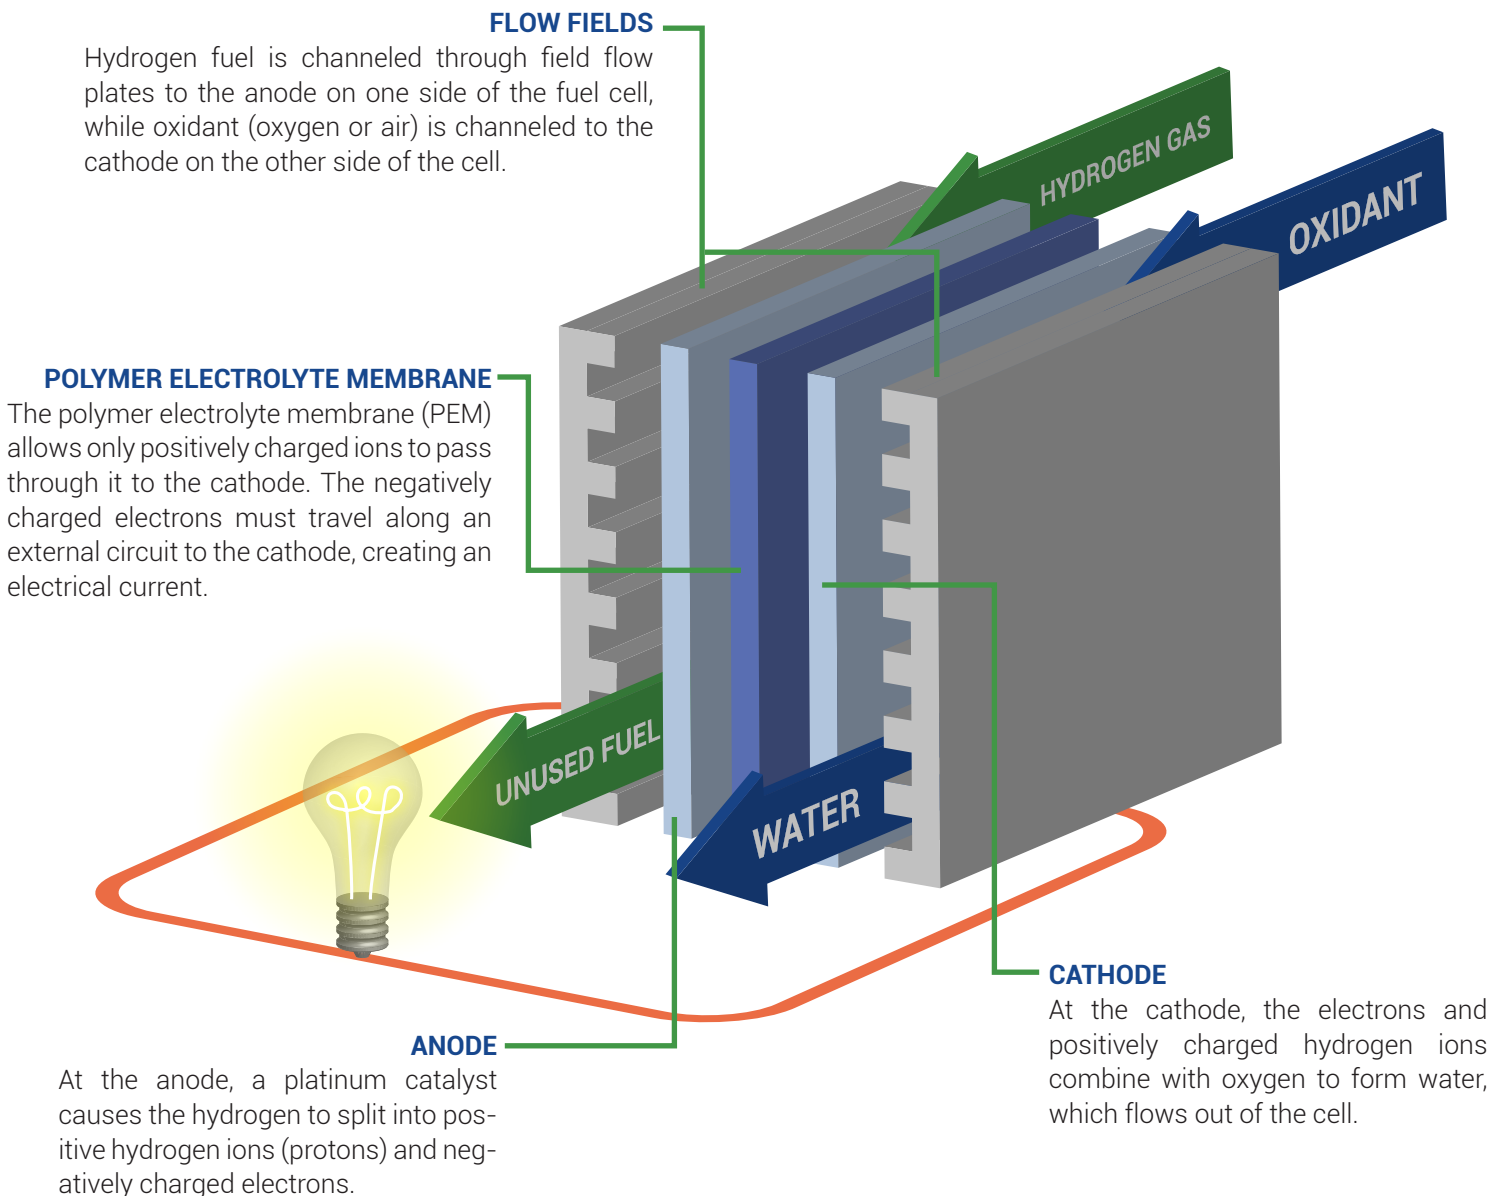 FLOW FIELDS
Hydrogen fuel is channeled through field flow
plates to the anode on one side of the fuel cell,
while oxidant (oxygen or air) is channeled to the
cathode on the other side of the cell.
HYDROGEN GAS
OXIDANT
POLYMER ELECTROLYTE MEMBRANE
The polymer electrolyte membrane (PEM)
allows only positively charged ions to pass
through it to the cathode. The negatively
charged electrons must travel along an
external circuit to the cathode, creating an
electrical current.
UNUSED FUEL
WATER
CATHODE
At the cathode, the electrons and
positively charged hydrogen ions
combine with oxygen to form water,
which flows out of the cell.
ANODE
At the anode, a platinum catalyst
causes the hydrogen to split into pos-
itive hydrogen ions (protons) and neg-
atively charged electrons.